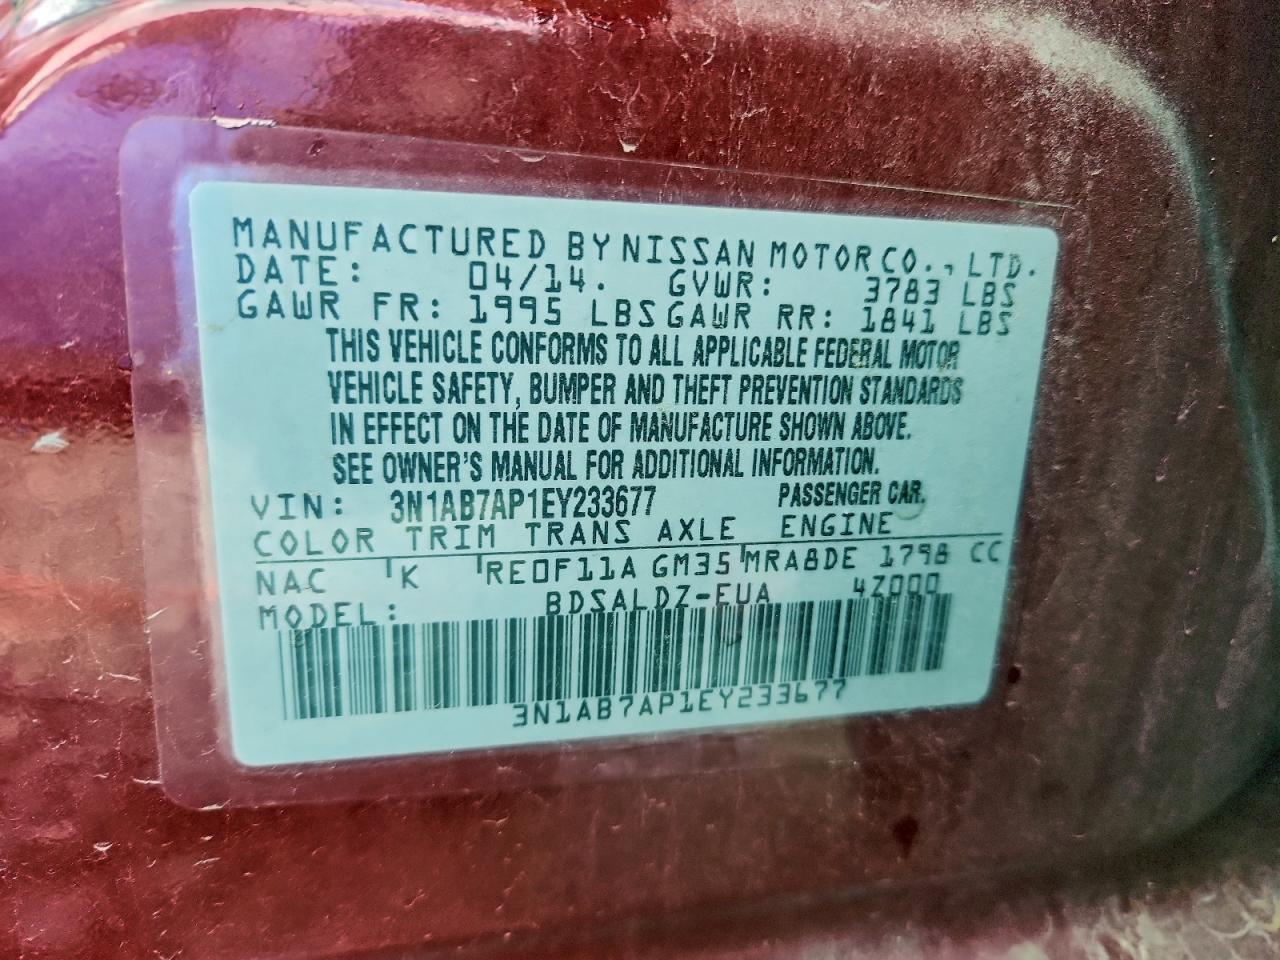 MANUFACTURED BY NISSAN MOTOR CO., LTD.
DATE: 04/14. GVWR: 3783 LBS
GAWR FR: 1995 LBS GAWR RR: 1841 LBS
THIS VEHICLE CONFORMS TO ALL APPLICABLE FEDERAL MOTOR
VEHICLE SAFETY, BUMPER AND THEFT PREVENTION STANDARDS
IN EFFECT ON THE DATE OF MANUFACTURE SHOWN ABOVE.
SEE OWNER'S MANUAL FOR ADDITIONAL INFORMATION.
VIN: 3N1AB7AP1EY233677 PASSENGER CAR.
COLOR TRIM TRANS AXLE ENGINE
NAC K RE0F11A GM35 MRA8DE 1798 CC
MODEL: BDSALDZ-EUA 4Z000
3N1AB7AP1EY233677